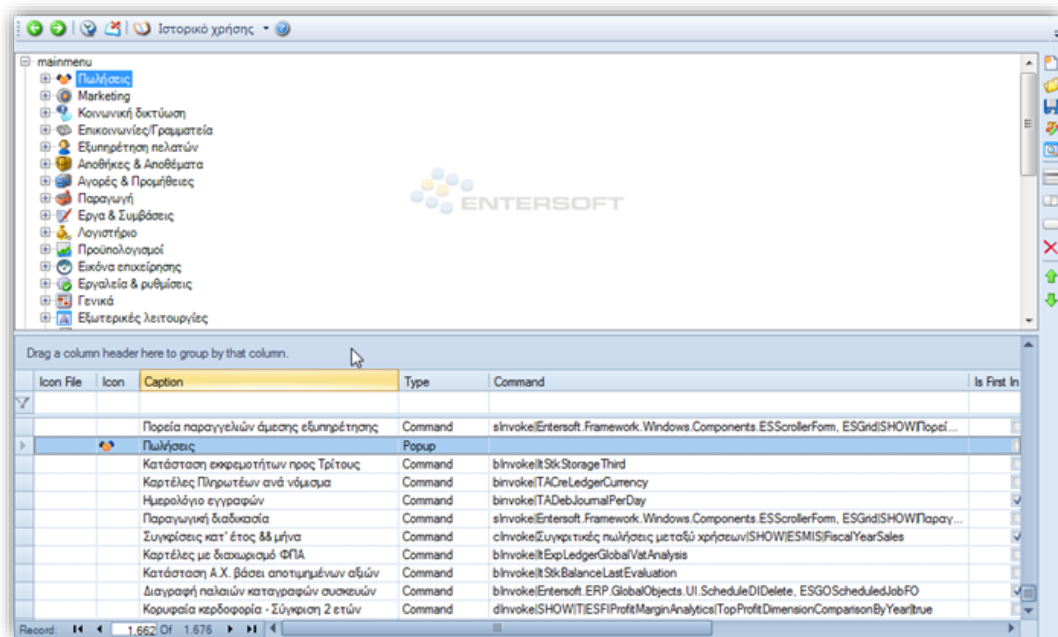 Ιστορικό χρήσης
mainmenu
Πωλήσεις
Marketing
Κοινωνική δικτύωση
Επικοινωνίες/Γραμματεία
Εξυπηρέτηση πελατών
Αποθήκες & Αποθέματα
Αγορές & Προμήθειες
Παραγωγή
Εργα & Συμβάσεις
Λογιστήριο
Προϋπολογισμοί
Εικόνα επιχείρησης
Εργαλεία & ρυθμίσεις
Γενικά
Εξωτερικές λειτουργίες
ENTERSOFT
Drag a column header here to group by that column.
Icon File Icon Caption Type Command Is First In
Πορεία παραγγελιών άμεσης εξυπηρέτησης Command sInvoke|Entersoft.Framework.Windows.Components.ESScrollerForm, ESGrid|SHOW|Πορεί...
Πωλήσεις Popup
Κατάσταση εκκρεμοτήτων προς Τρίτους Command bInvoke|ItStkStorageThird
Καρτέλες Πληρωτέων ανά νόμισμα Command binvoke|TACreLedgerCurrency
Ημερολόγιο εγγραφών Command bInvoke|TADebJournalPerDay
Παραγωγική διαδικασία Command sInvoke|Entersoft.Framework.Windows.Components.ESScrollerForm, ESGrid|SHOW|Παραγ...
Συγκρίσεις κατ' έτος && μήνα Command cInvoke|Συγκριτικές πωλήσεις μεταξύ χρήσεων|SHOW|ESMIS|FiscalYearSales
Καρτέλες με διαχωρισμό ΦΠΑ Command bInvoke|ItExpLedgerGlobalVatAnalysis
Κατάσταση Α.Χ. βάσει αποτιμημένων αξιών Command bInvoke|ItStkBalanceLastEvaluation
Διαγραφή παλαιών καταγραφών συσκευών Command bInvoke|Entersoft.ERP.GlobalObjects.UI.ScheduleDIDelete, ESGOScheduledJobFO
Κορυφαία κερδοφορία - Σύγκριση 2 ετών Command dInvoke|SHOW|T|ESFIProfitMarginAnalytics|TopProfitDimensionComparisonByYear|true
Record: 1.662 Of 1.676